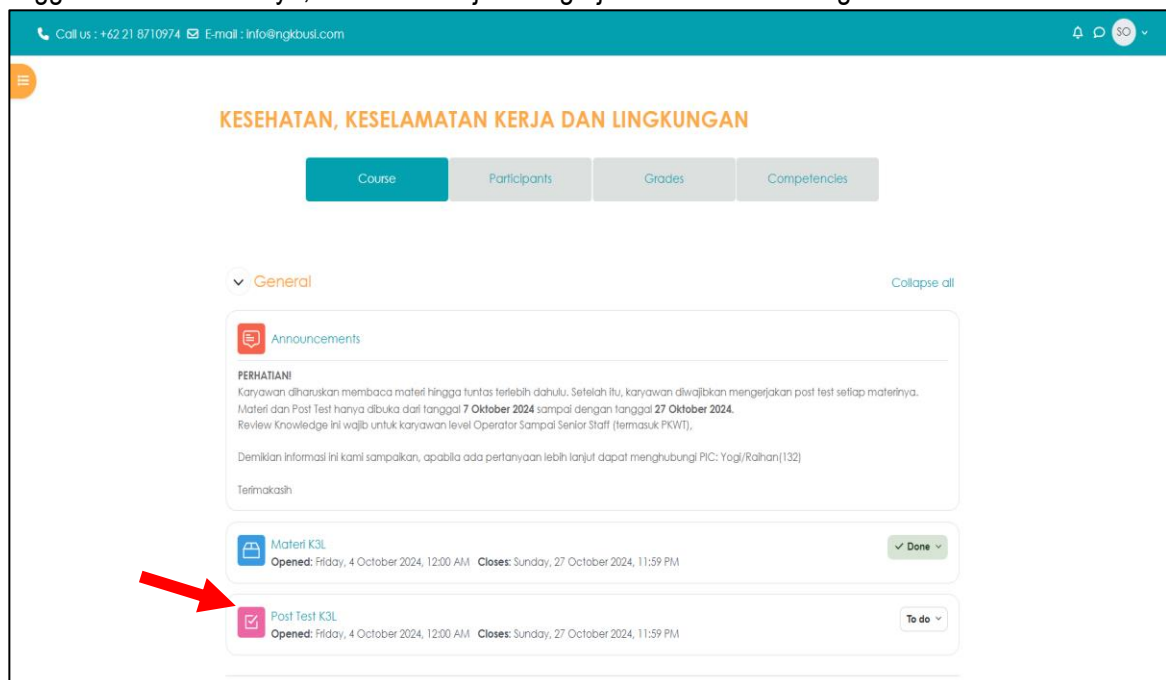 Call us : +62 21 8710974 E-mail : info@ngkbusi.com
SO
KESEHATAN, KESELAMATAN KERJA DAN LINGKUNGAN
Course Participants Grades Competencies
General Collapse all
Announcements
PERHATIAN!
Karyawan diharuskan membaca materi hingga tuntas terlebih dahulu. Setelah itu, karyawan diwajibkan mengerjakan post test setiap materinya.
Materi dan Post Test hanya dibuka dari tanggal 7 Oktober 2024 sampai dengan tanggal 27 Oktober 2024.
Review Knowledge ini wajib untuk karyawan level Operator Sampai Senior Staff (termasuk PKWT),
Demikian informasi ini kami sampaikan, apabila ada pertanyaan lebih lanjut dapat menghubungi PIC: Yogi/Raihan(132)
Terimakasih
Materi K3L
Done
Opened: Friday, 4 October 2024, 12:00 AM Closes: Sunday, 27 October 2024, 11:59 PM
Post Test K3L
To do
Opened: Friday, 4 October 2024, 12:00 AM Closes: Sunday, 27 October 2024, 11:59 PM